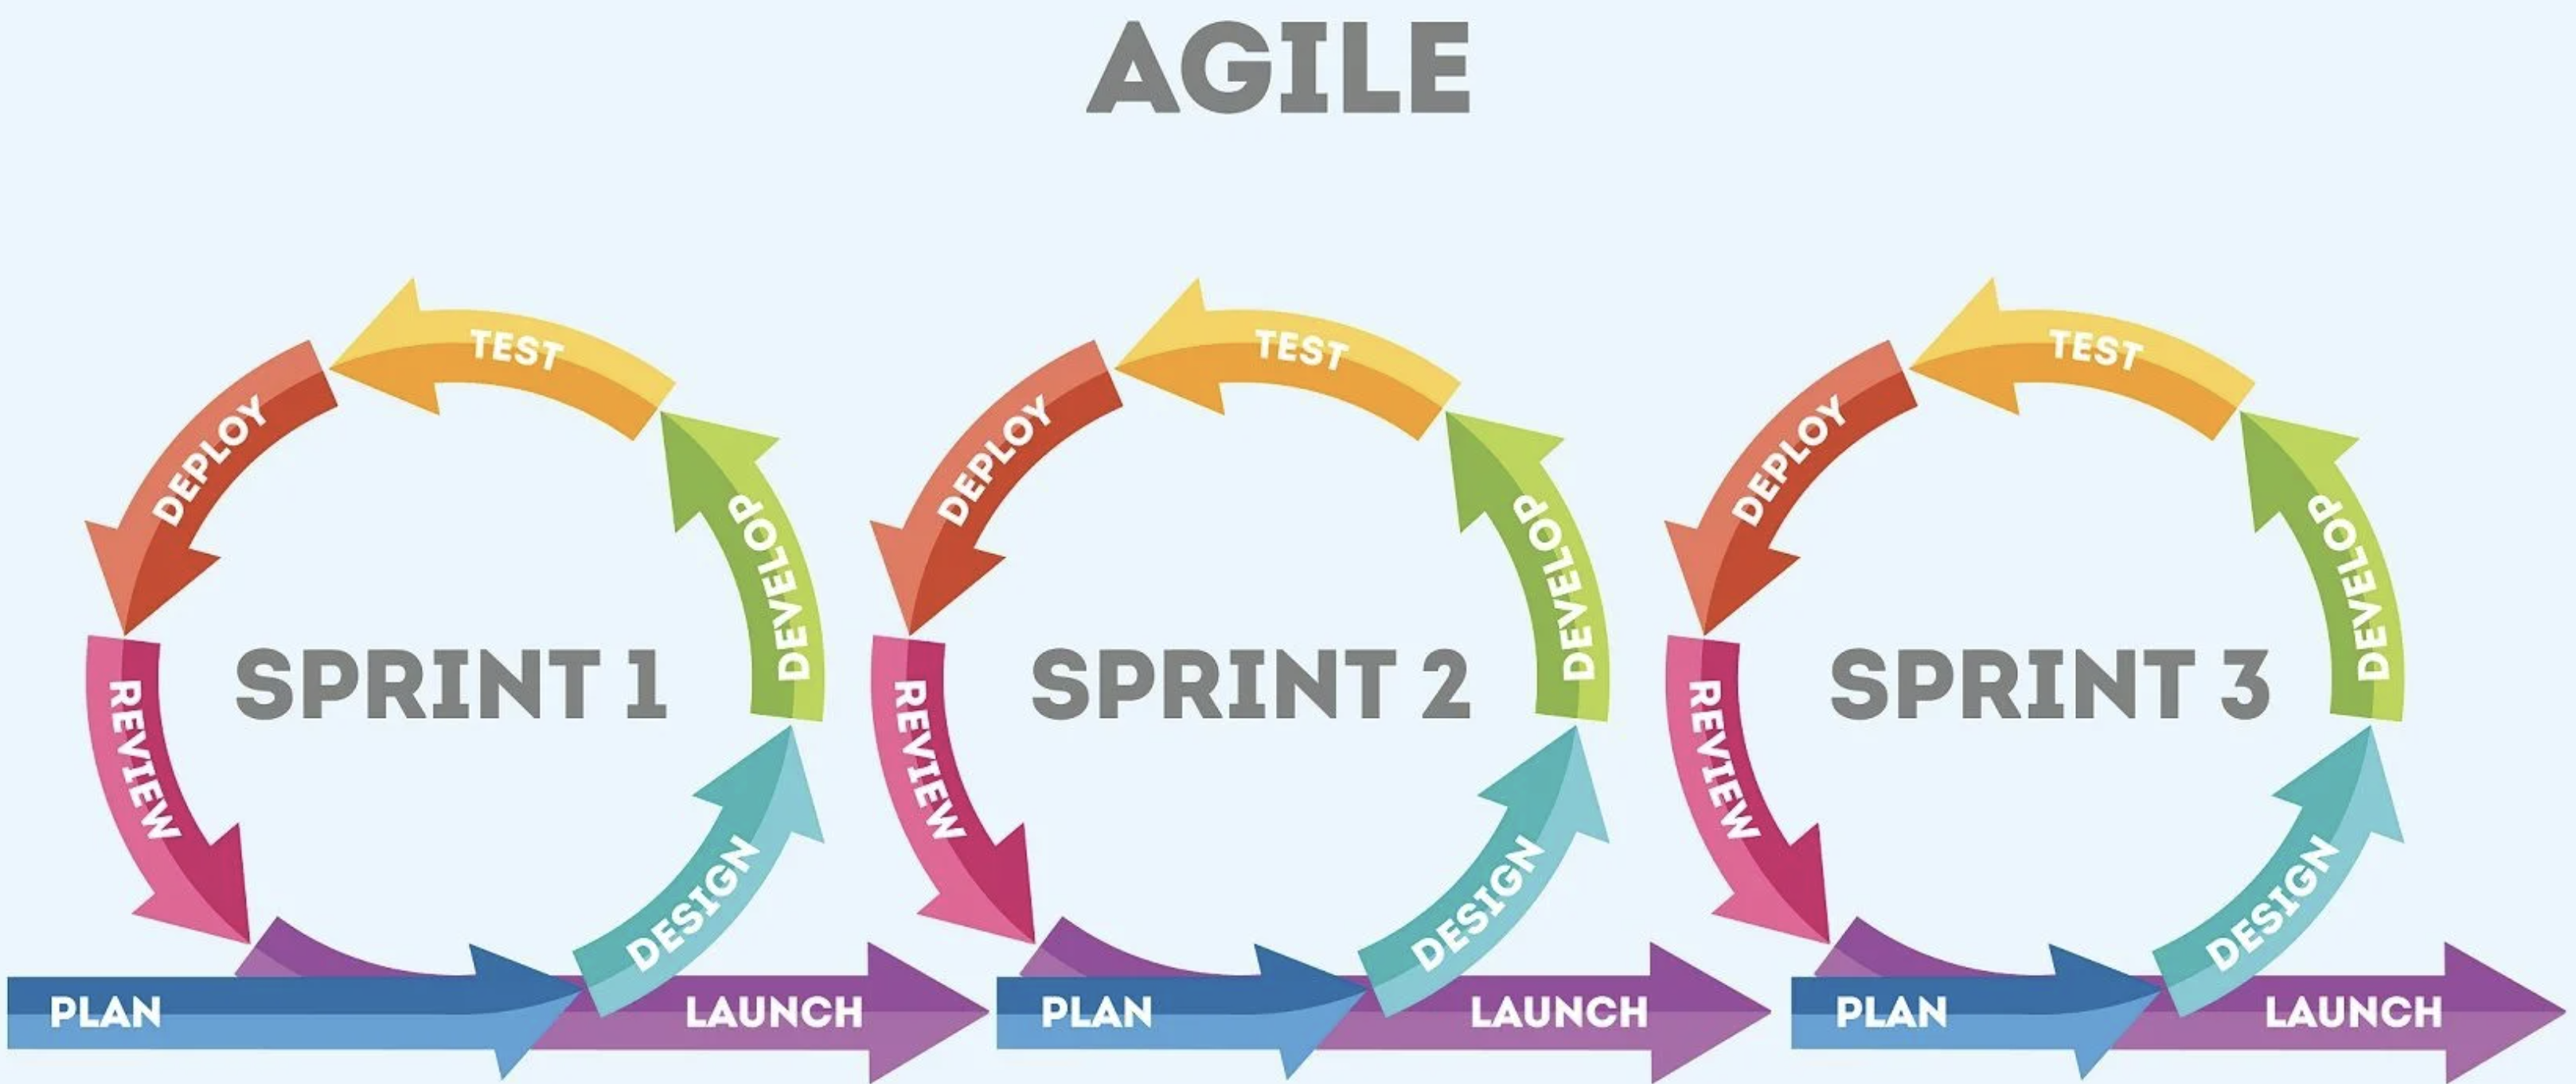 AGILE
SPRINT 1
PLAN
DESIGN
DEVELOP
TEST
DEPLOY
REVIEW
LAUNCH
SPRINT 2
PLAN
DESIGN
DEVELOP
TEST
DEPLOY
REVIEW
LAUNCH
SPRINT 3
PLAN
DESIGN
DEVELOP
TEST
DEPLOY
REVIEW
LAUNCH